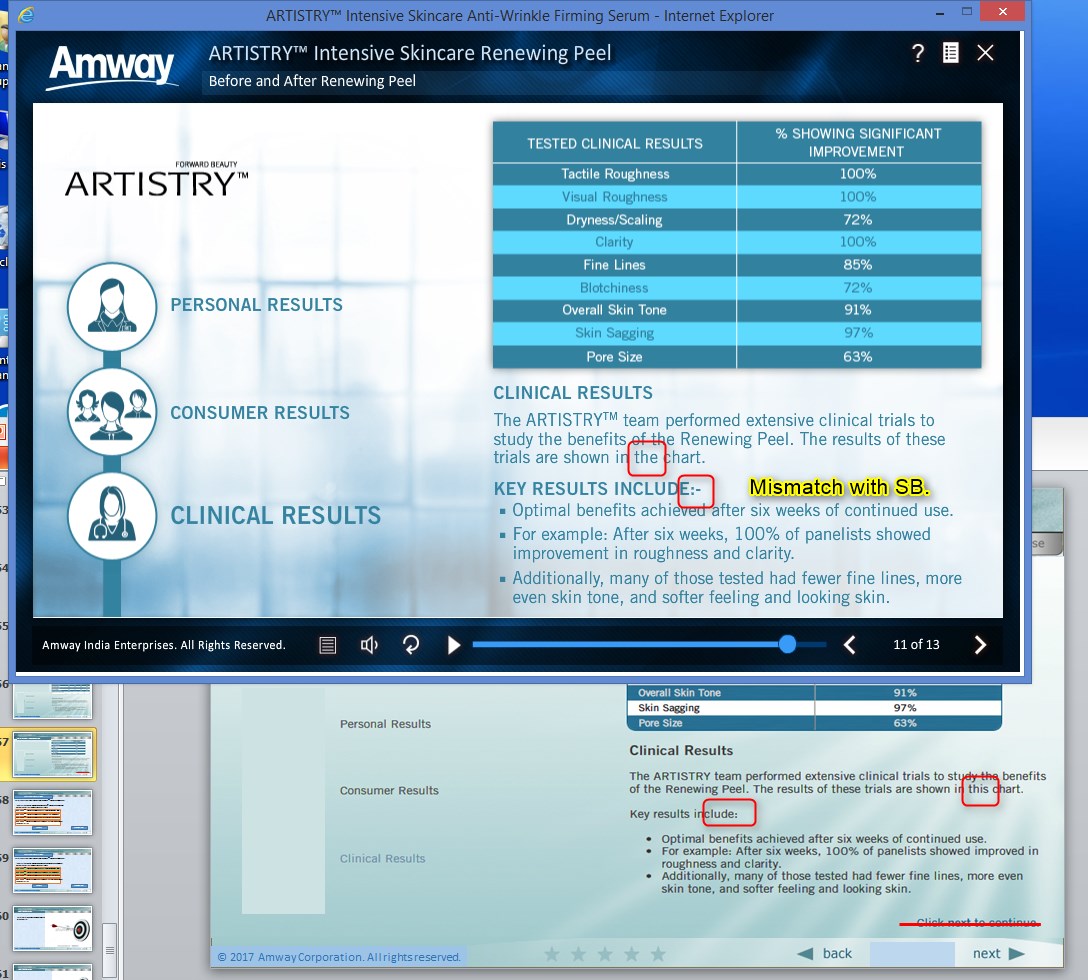 ARTISTRY™ Intensive Skincare Anti-Wrinkle Firming Serum - Internet Explorer
Amway
ARTISTRY™ Intensive Skincare Renewing Peel
Before and After Renewing Peel
?
FORWARD BEAUTY
ARTISTRY™
PERSONAL RESULTS
CONSUMER RESULTS
CLINICAL RESULTS
TESTED CLINICAL RESULTS % SHOWING SIGNIFICANT IMPROVEMENT
Tactile Roughness 100%
Visual Roughness 100%
Dryness/Scaling 72%
Clarity 100%
Fine Lines 85%
Blotchiness 72%
Overall Skin Tone 91%
Skin Sagging 97%
Pore Size 63%
CLINICAL RESULTS
The ARTISTRY™ team performed extensive clinical trials to
study the benefits of the Renewing Peel. The results of these
trials are shown in the chart.
KEY RESULTS INCLUDE:-
Mismatch with SB.
▪ Optimal benefits achieved after six weeks of continued use.
▪ For example: After six weeks, 100% of panelists showed
improvement in roughness and clarity.
▪ Additionally, many of those tested had fewer fine lines, more
even skin tone, and softer feeling and looking skin.
Amway India Enterprises. All Rights Reserved.
11 of 13
se
Overall Skin Tone 91%
Skin Sagging 97%
Pore Size 63%
Personal Results
Consumer Results
Clinical Results
Clinical Results
The ARTISTRY team performed extensive clinical trials to study the benefits
of the Renewing Peel. The results of these trials are shown in this chart.
Key results include:
• Optimal benefits achieved after six weeks of continued use.
• For example: After six weeks, 100% of panelists showed improved in
roughness and clarity.
• Additionally, many of those tested had fewer fine lines, more even
skin tone, and softer feeling and looking skin.
Click next to continue.
© 2017 Amway Corporation. All rights reserved.
back
next